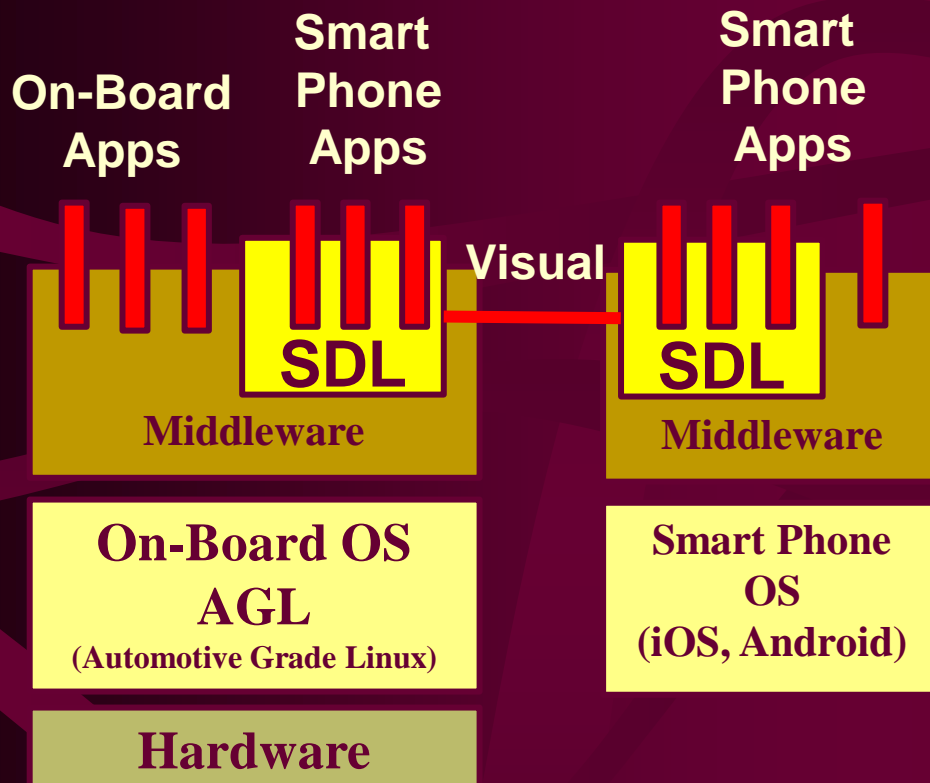 On-Board
Apps
Smart
Phone
Apps
Smart
Phone
Apps
Visual
SDL
SDL
Middleware
Middleware
On-Board OS
AGL
(Automotive Grade Linux)
Smart Phone
OS
(iOS, Android)
Hardware